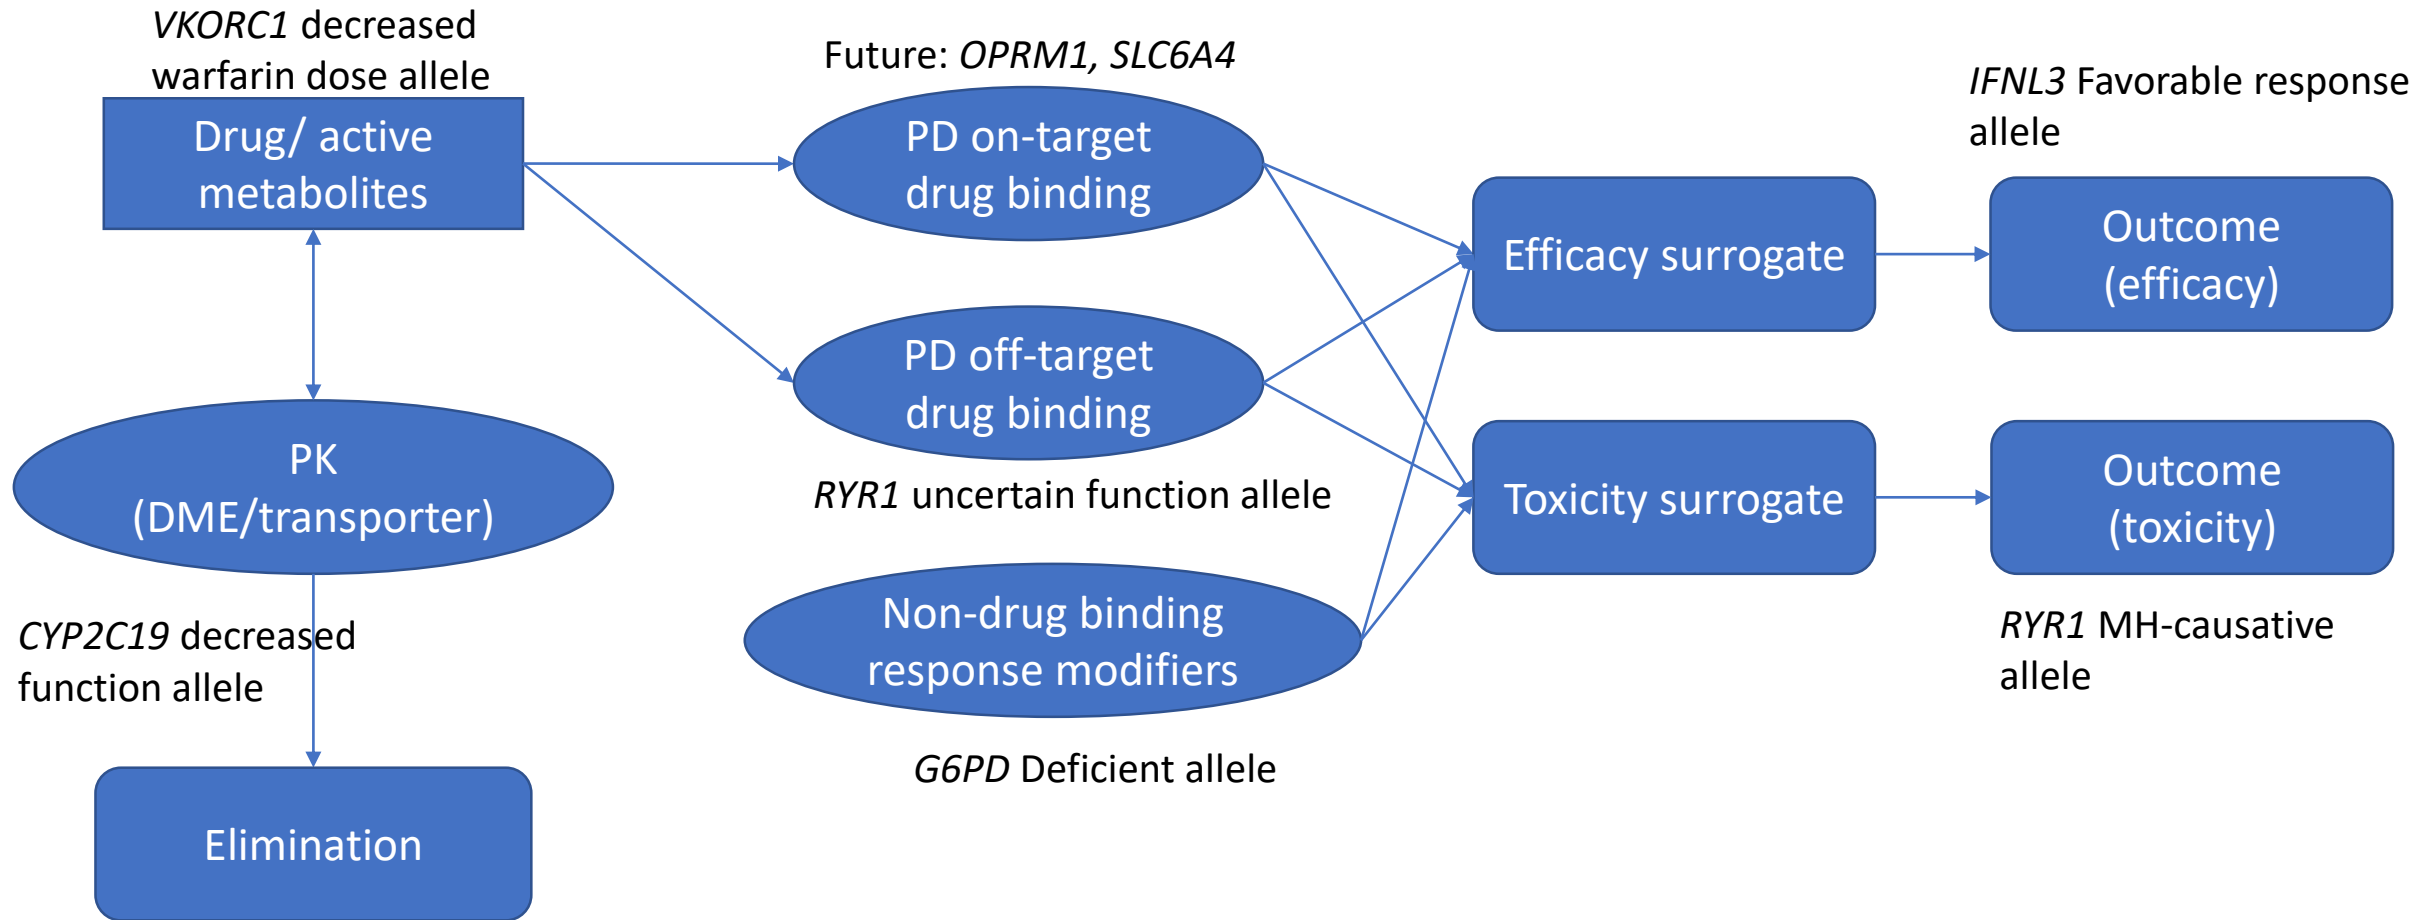 VKORC1 decreased
warfarin dose allele
Drug/ active
metabolites
PK
(DME/transporter)
CYP2C19 decreased
function allele
Elimination
Future: OPRM1, SLC6A4
PD on-target
drug binding
PD off-target
drug binding
RYR1 uncertain function allele
Non-drug binding
response modifiers
G6PD Deficient allele
Efficacy surrogate
Toxicity surrogate
IFNL3 Favorable response
allele
Outcome
(efficacy)
Outcome
(toxicity)
RYR1 MH-causative
allele